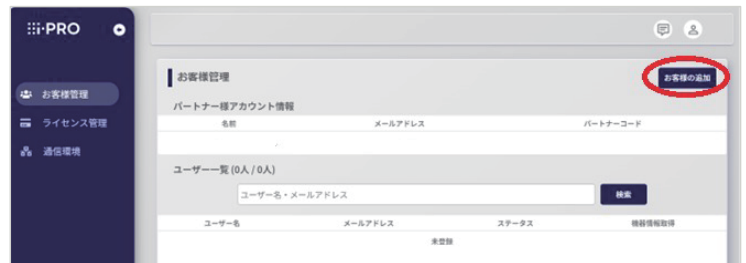 i-PRO
お客様管理
ライセンス管理
通信環境
お客様管理
お客様の追加
パートナー様アカウント情報
名前 メールアドレス パートナーコード
ユーザー一覧 (0人 / 0人)
ユーザー名・メールアドレス
検索
ユーザー名 メールアドレス ステータス 機器情報取得
未登録